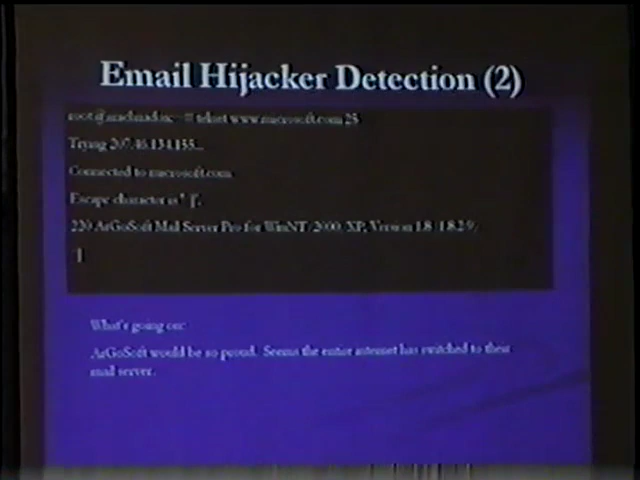 Email Hijacker Detection (2)
telnet www.microsoft.com 25
Trying 207.46.134.155...
Connected to microsoft.com.
Escape character is '^]'.
220 ArGoSoft Mail Server Pro for WinNT/2000/XP, Version 1.8 (1.8.2.9)
What's going on:
ArGoSoft would be so proud. Seems the entire internet has switched to their
mail server.